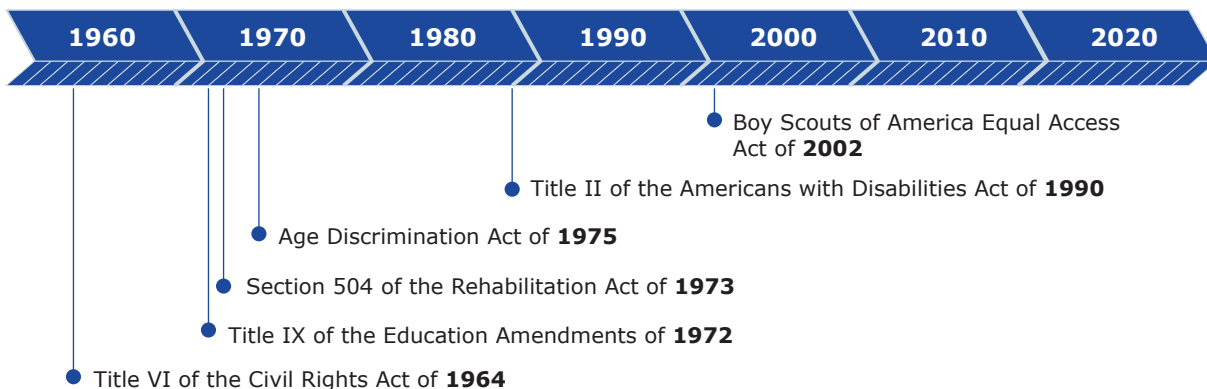 1960 1970 1980 1990 2000 2010 2020
Boy Scouts of America Equal Access
Act of 2002
Title II of the Americans with Disabilities Act of 1990
Age Discrimination Act of 1975
Section 504 of the Rehabilitation Act of 1973
Title IX of the Education Amendments of 1972
Title VI of the Civil Rights Act of 1964